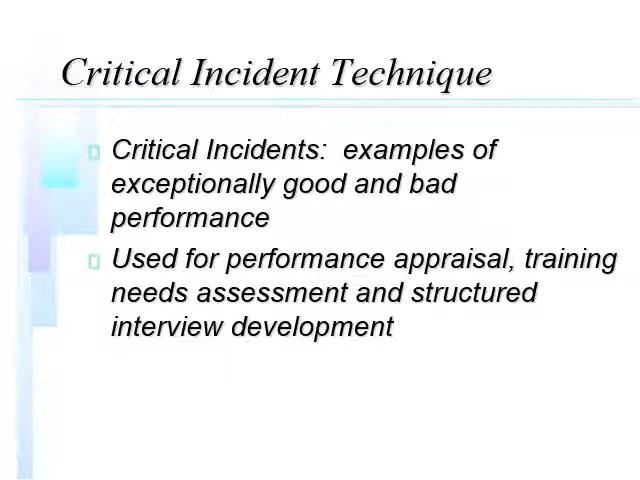 Critical Incident Technique
Critical Incidents:  examples of
exceptionally good and bad
performance
Used for performance appraisal, training
needs assessment and structured
interview development